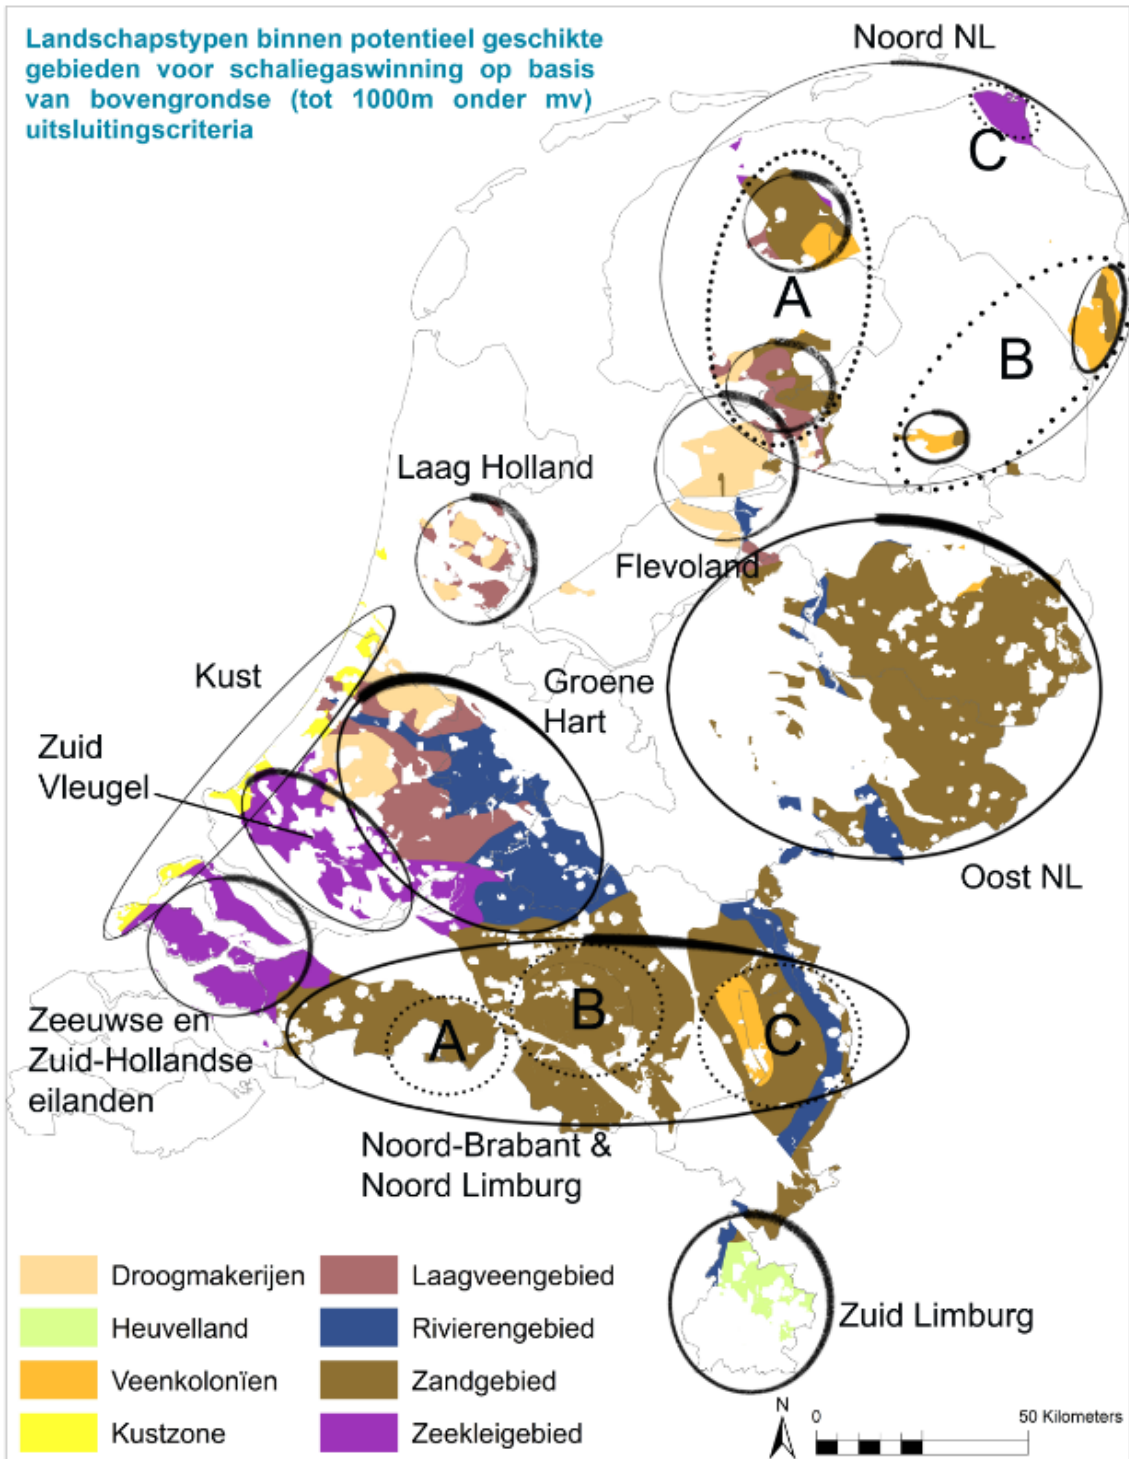 Landschapstypen binnen potentieel geschikte
gebieden voor schaliegaswinning op basis
van bovengrondse (tot 1000m onder mv)
uitsluitingscriteria
Noord NL
C
A
B
Laag Holland
Flevoland
Kust
Groene
Hart
Zuid
Vleugel
Oost NL
Zeeuwse en
Zuid-Hollandse
eilanden
A
B
C
Noord-Brabant &
Noord Limburg
Zuid Limburg
Droogmakerijen
Heuvelland
Veenkolonïen
Kustzone
Laagveengebied
Rivierengebied
Zandgebied
Zeekleigebied
N
0
50 Kilometers